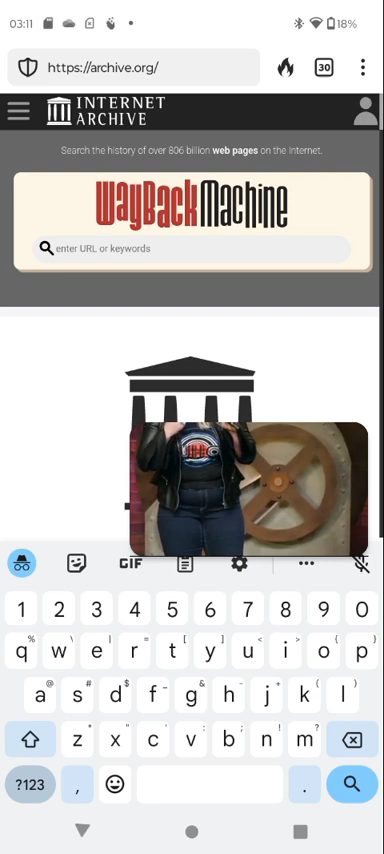 03:11
18%
https://archive.org/
30
INTERNET
ARCHIVE
Search the history of over 806 billion web pages on the Internet.
WayBackMachine
enter URL or keywords
GIF
1 2 3 4 5 6 7 8 9 0
q % w \ e | r = t [ y ] u < i > o { p }
a @ s # d $ f _ g & h - j + k ( l )
z * x " c ' v : b ; n ! m ?
?123 , .